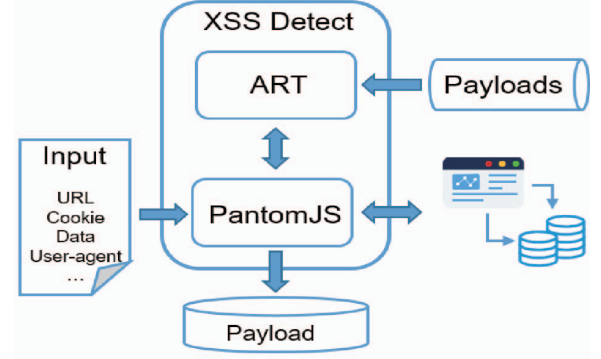 XSS Detect
ART
Payloads
Input
URL
Cookie
Data
User-agent
...
PantomJS
Payload